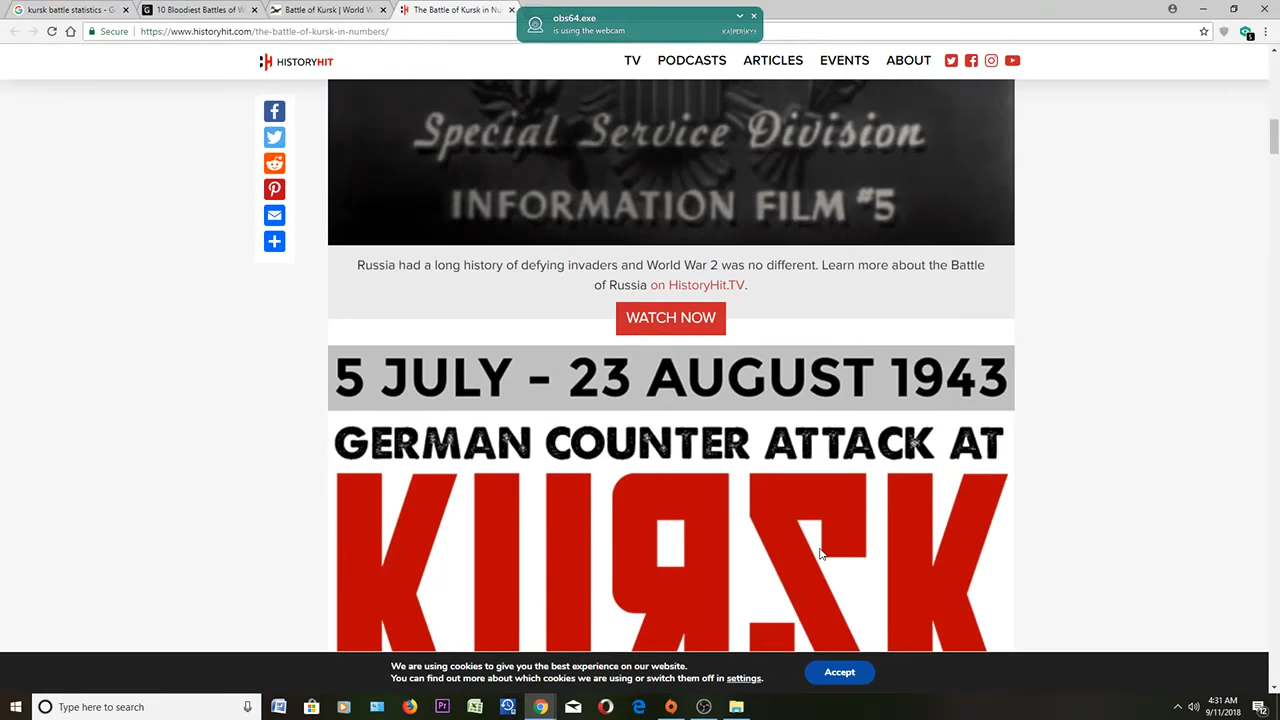 kursk battle statistics - G
10 Bloodiest Battles of W
Battle of Kursk | World W
The Battle of Kursk in Nu
obs64.exe
is using the webcam
KASPERSKY
Secure
https://www.historyhit.com/the-battle-of-kursk-in-numbers/
HISTORYHIT
TV
PODCASTS
ARTICLES
EVENTS
ABOUT
Special Service Division
INFORMATION FILM #5
Russia had a long history of defying invaders and World War 2 was no different. Learn more about the Battle
of Russia on HistoryHit.TV.
WATCH NOW
5 JULY - 23 AUGUST 1943
GERMAN COUNTER ATTACK AT
KURSK
We are using cookies to give you the best experience on our website.
You can find out more about which cookies we are using or switch them off in settings.
Accept
Type here to search
4:31 AM
9/11/2018